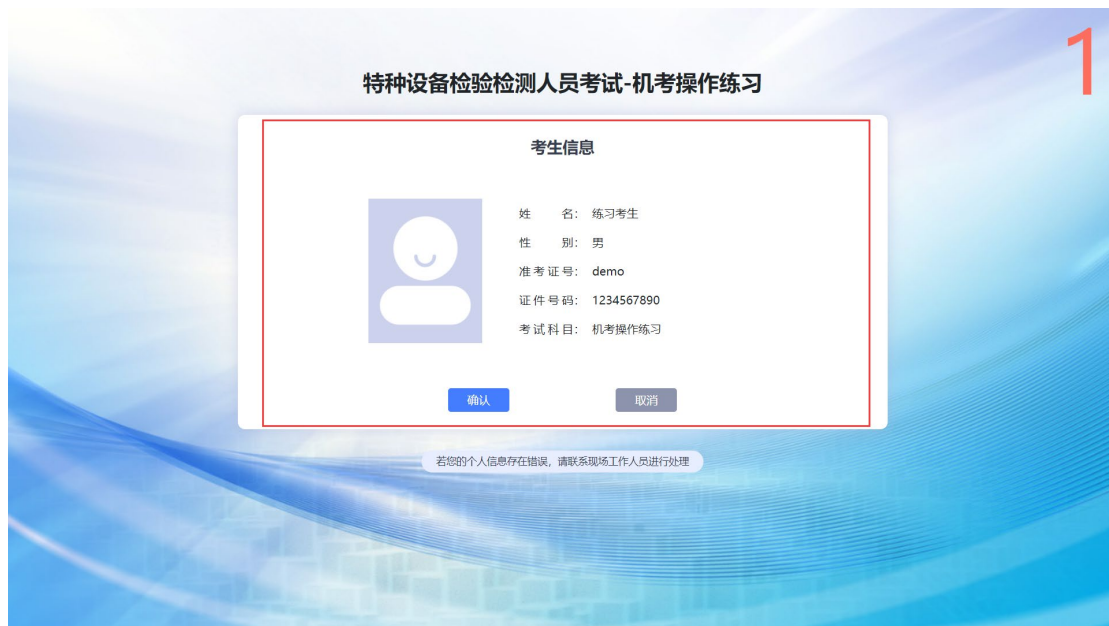 1
特种设备检验检测人员考试-机考操作练习
考生信息
姓 名： 练习考生
性 别： 男
准考证号： demo
证件号码： 1234567890
考试科目： 机考操作练习
确认 取消
若您的个人信息存在错误，请联系现场工作人员进行处理